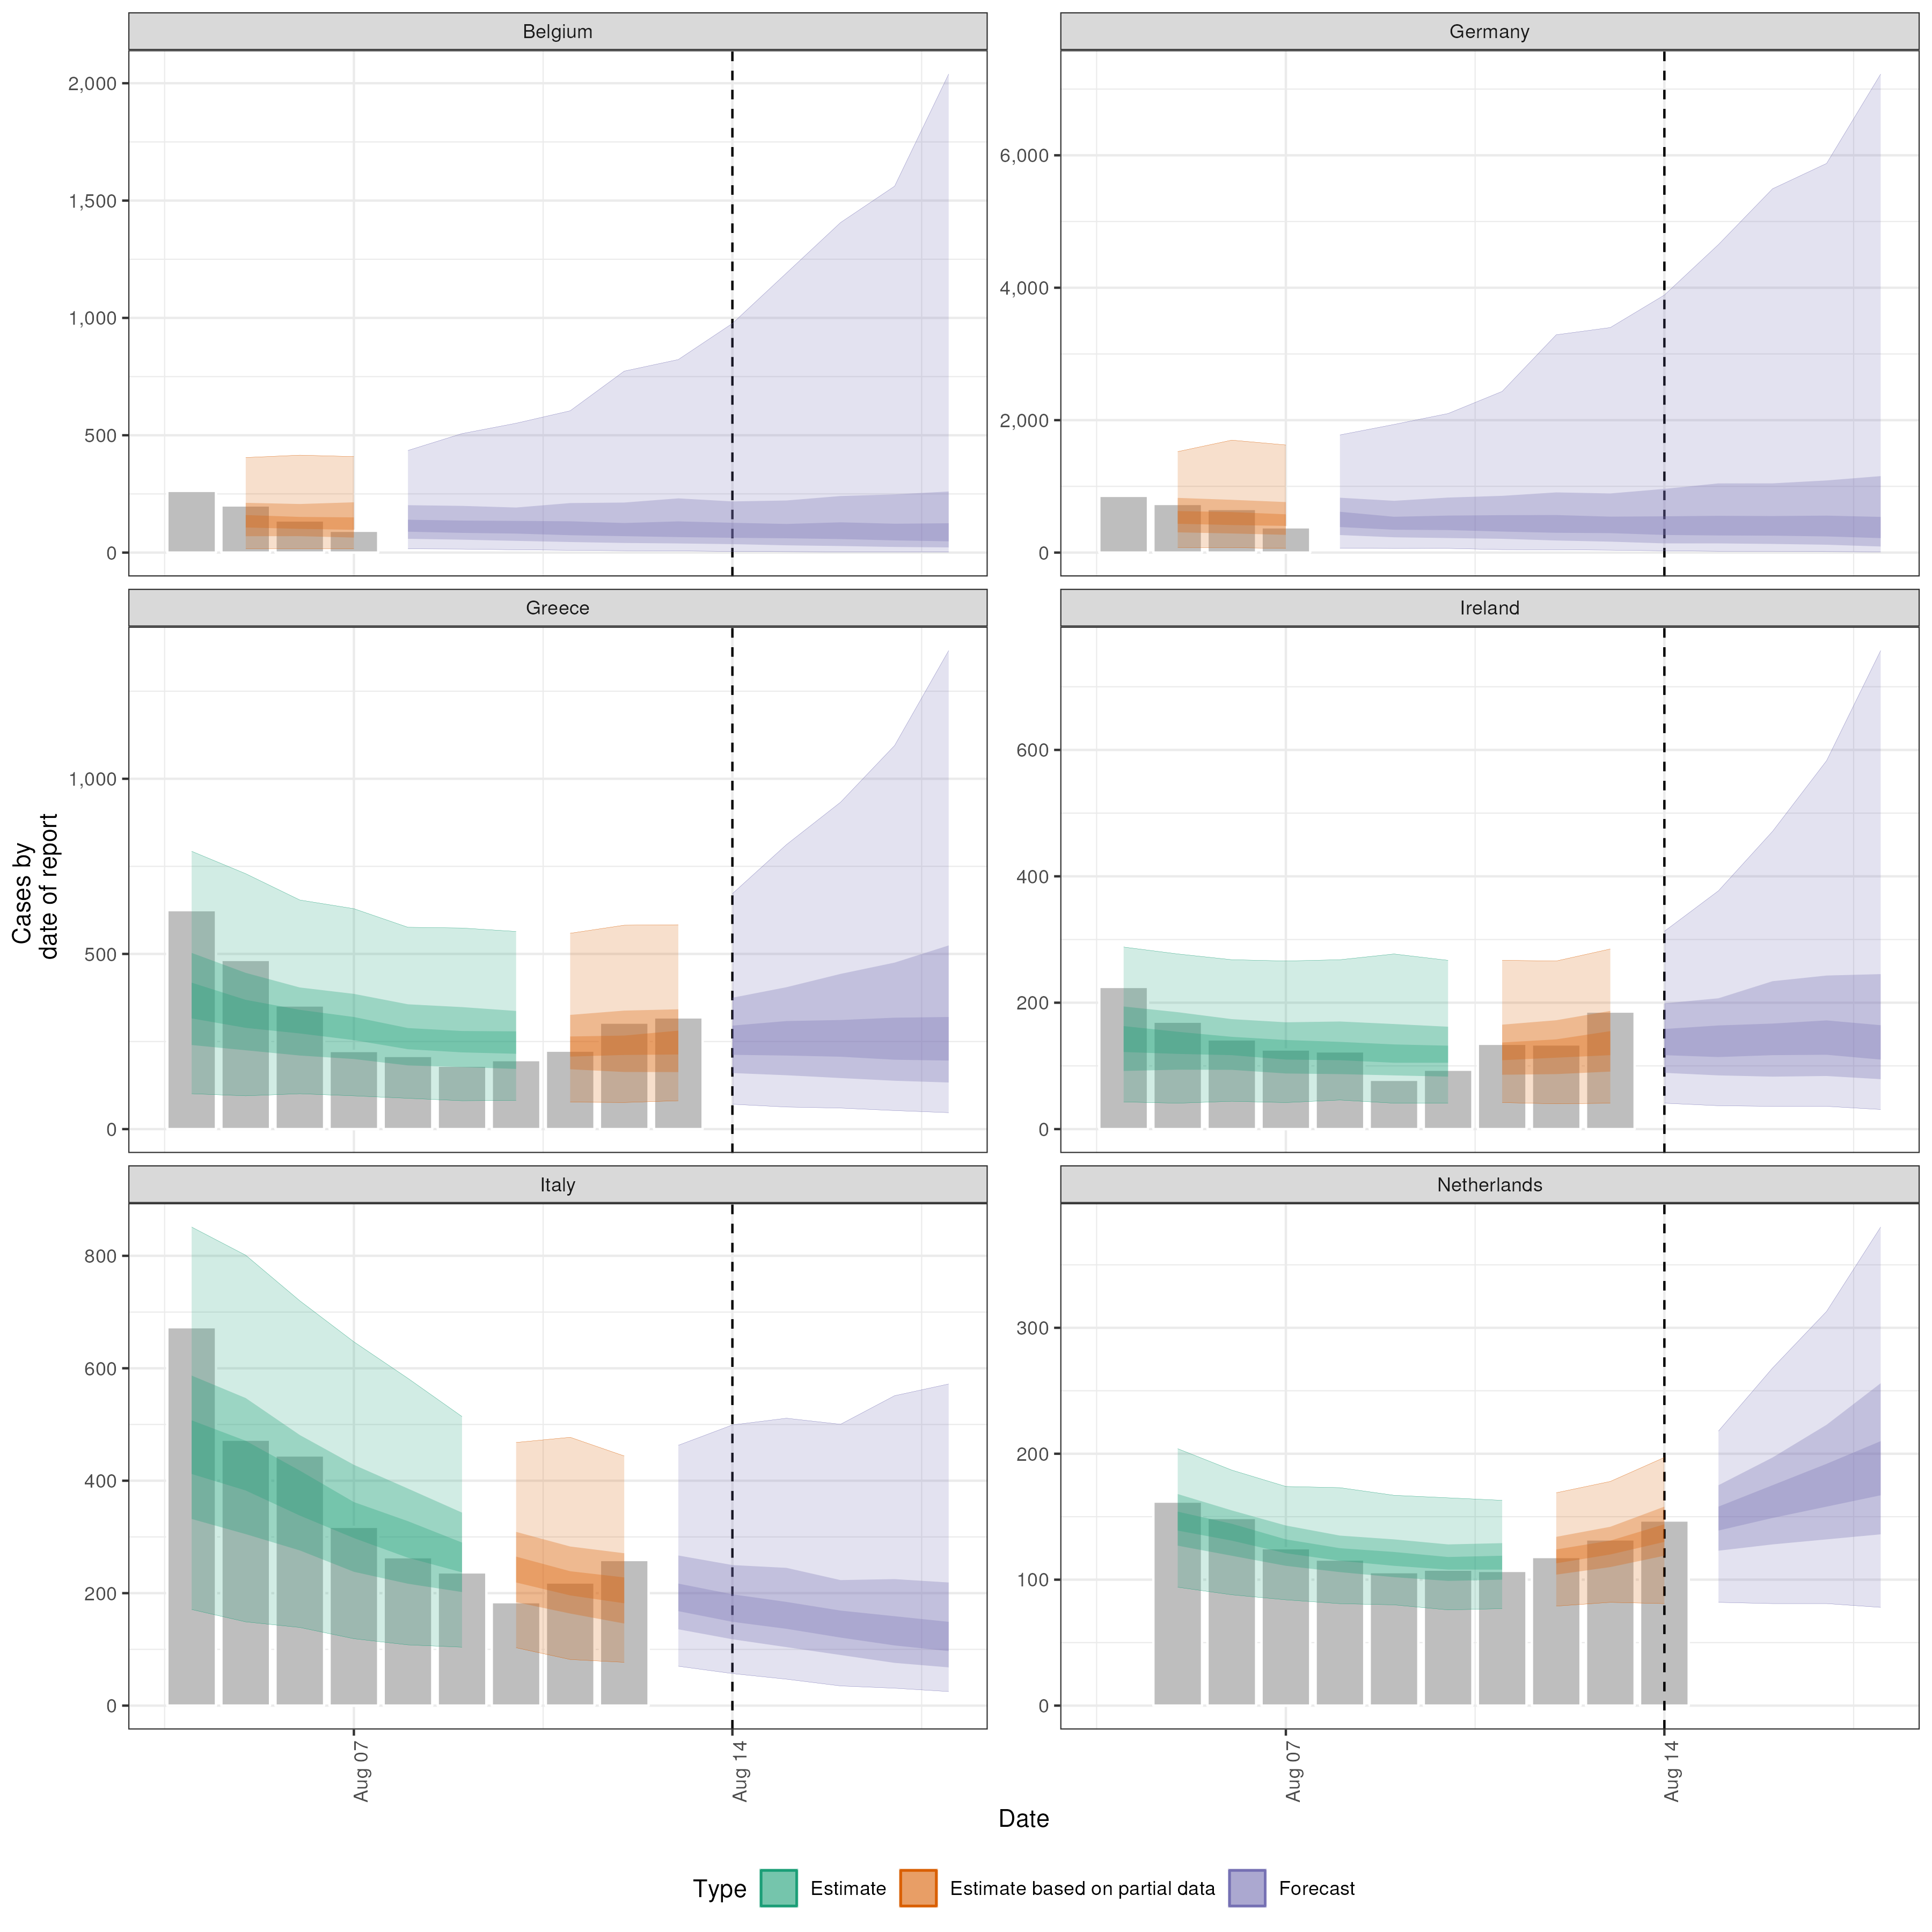 Belgium
Germany
2,000
1,500
1,000
500
0
6,000
4,000
2,000
0
Greece
Ireland
1,000
500
0
600
400
200
0
Cases by
date of report
Italy
Netherlands
800
600
400
200
0
300
200
100
0
Aug 07
Aug 14
Aug 07
Aug 14
Date
Type
Estimate
Estimate based on partial data
Forecast